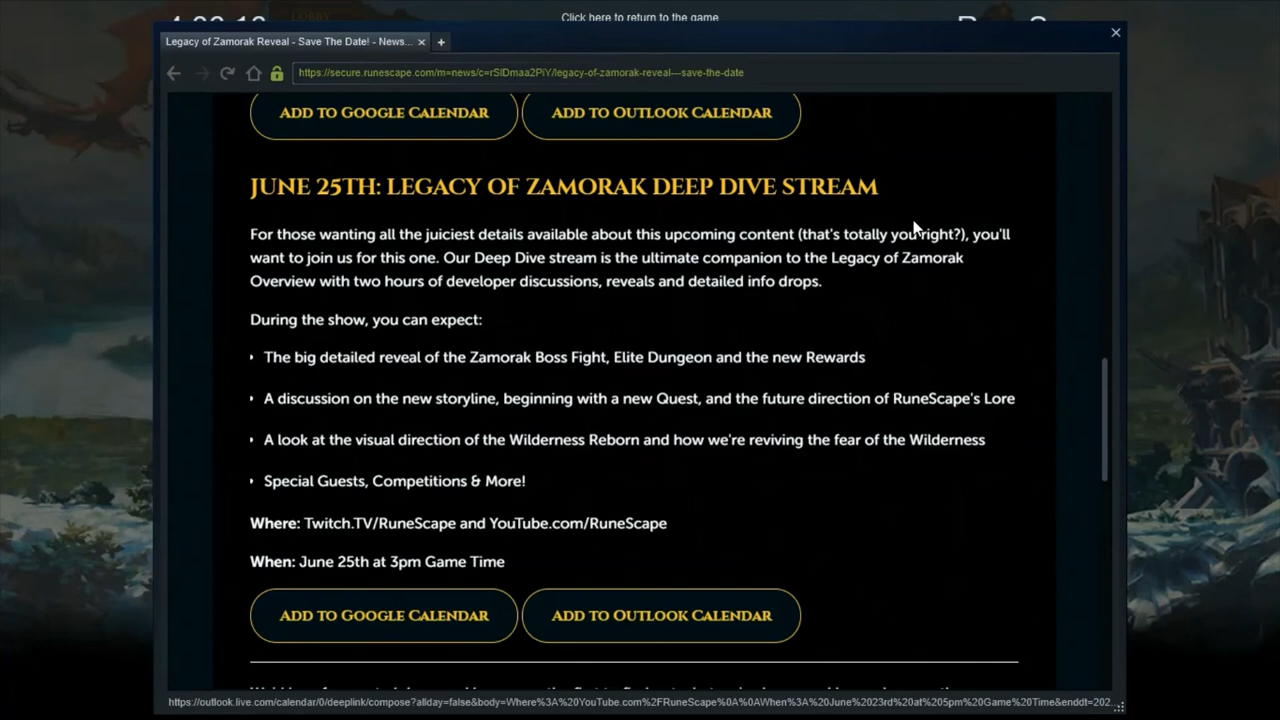 Click here to return to the game
Legacy of Zamorak Reveal - Save The Date! - News...
https://secure.runescape.com/m=news/c=rSIDmaa2PiY/legacy-of-zamorak-reveal---save-the-date
ADD TO GOOGLE CALENDAR ADD TO OUTLOOK CALENDAR
JUNE 25TH: LEGACY OF ZAMORAK DEEP DIVE STREAM
For those wanting all the juiciest details available about this upcoming content (that's totally you right?), you'll
want to join us for this one. Our Deep Dive stream is the ultimate companion to the Legacy of Zamorak
Overview with two hours of developer discussions, reveals and detailed info drops.
During the show, you can expect:
The big detailed reveal of the Zamorak Boss Fight, Elite Dungeon and the new Rewards
A discussion on the new storyline, beginning with a new Quest, and the future direction of RuneScape's Lore
A look at the visual direction of the Wilderness Reborn and how we're reviving the fear of the Wilderness
Special Guests, Competitions & More!
Where: Twitch.TV/RuneScape and YouTube.com/RuneScape
When: June 25th at 3pm Game Time
ADD TO GOOGLE CALENDAR ADD TO OUTLOOK CALENDAR
https://outlook.live.com/calendar/0/deeplink/compose?allday=false&body=Where%3A%20YouTube.com%2FRuneScape%0A%0AWhen%3A%20June%2023rd%20at%205pm%20Game%20Time&enddt=202...